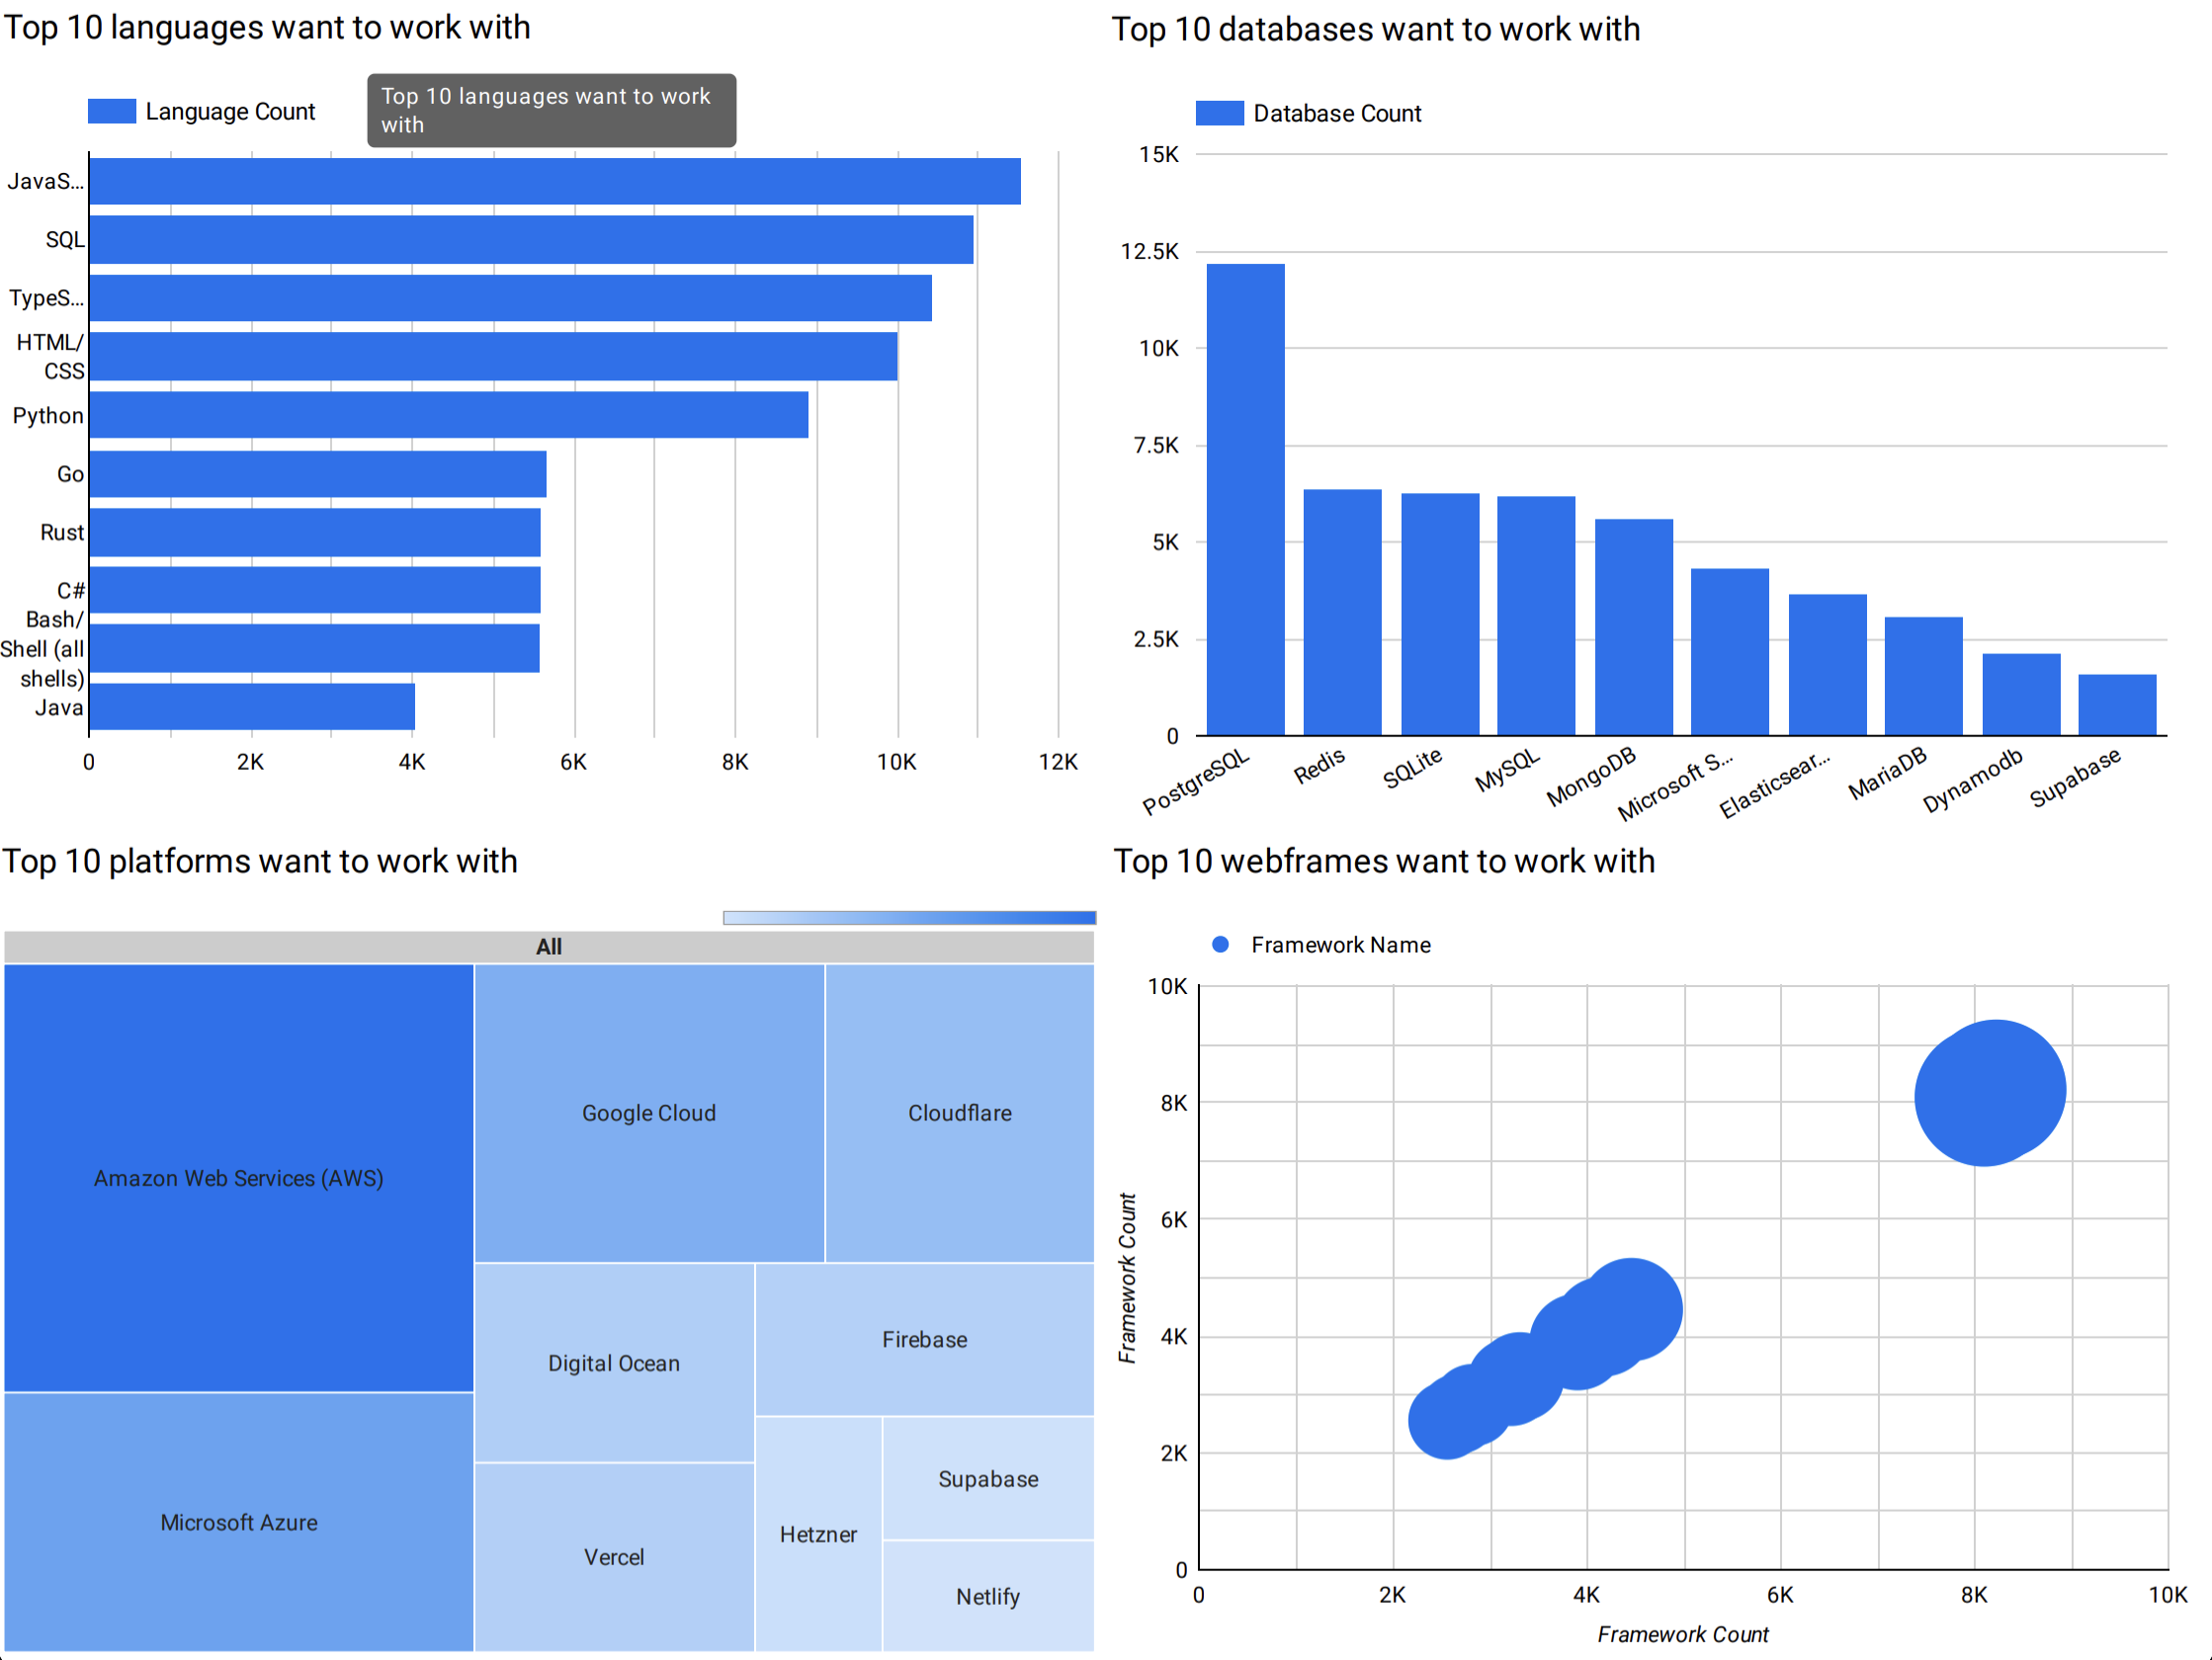 Top 10 languages want to work with
Language Count
Top 10 languages want to work
with
JavaS...
SQL
TypeS...
HTML/
CSS
Python
Go
Rust
C#
Bash/
Shell (all
shells)
Java
0 2K 4K 6K 8K 10K 12K
Top 10 databases want to work with
Database Count
15K
12.5K
10K
7.5K
5K
2.5K
0
PostgreSQL Redis SQLite MySQL MongoDB Microsoft S... Elasticsear... MariaDB Dynamodb Supabase
Top 10 platforms want to work with
All
Amazon Web Services (AWS)
Microsoft Azure
Google Cloud
Cloudflare
Digital Ocean
Firebase
Vercel
Hetzner
Supabase
Netlify
Top 10 webframes want to work with
Framework Name
Framework Count
10K
8K
6K
4K
2K
0
0 2K 4K 6K 8K 10K
Framework Count